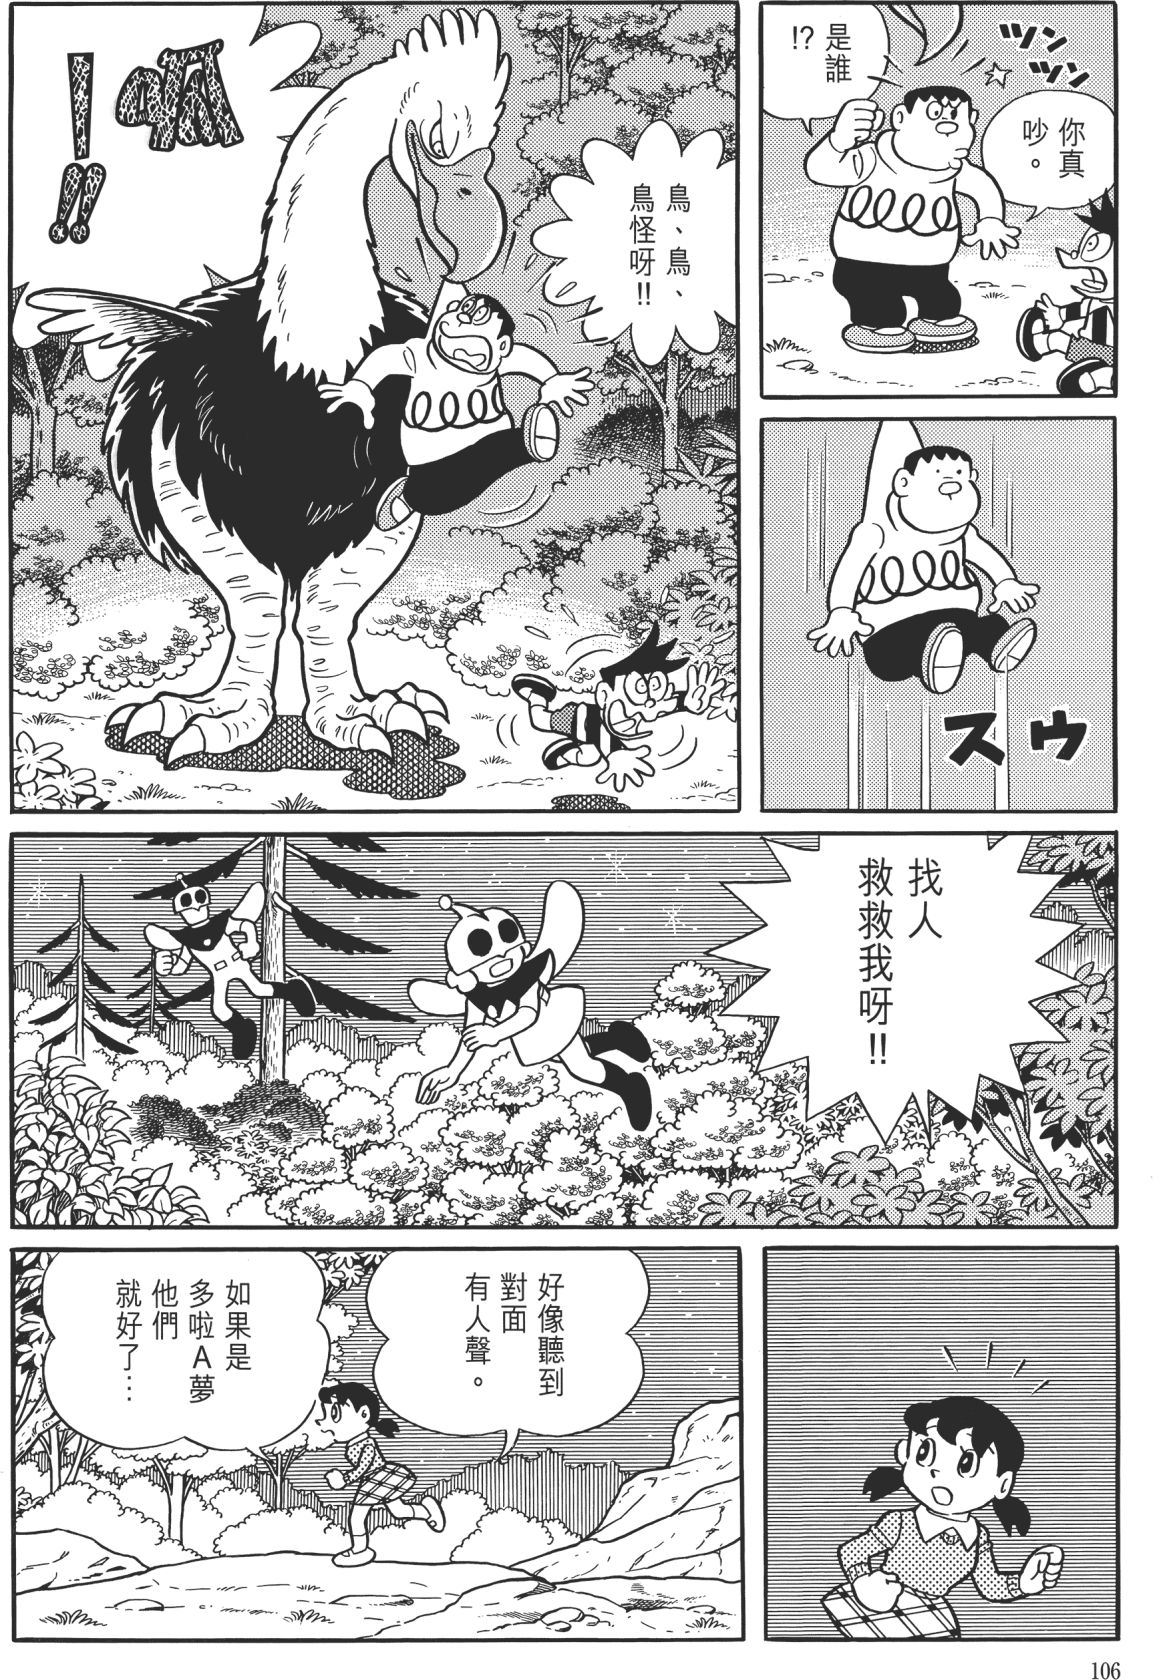 ツン
ツン
是誰
!?
你真
吵。
スウ
鳥、鳥、
鳥怪呀!!
呱
!!!
找人
救救我呀!!
好像聽到
對面
有人聲。
如果是
多啦A夢
他們
就好了…
106